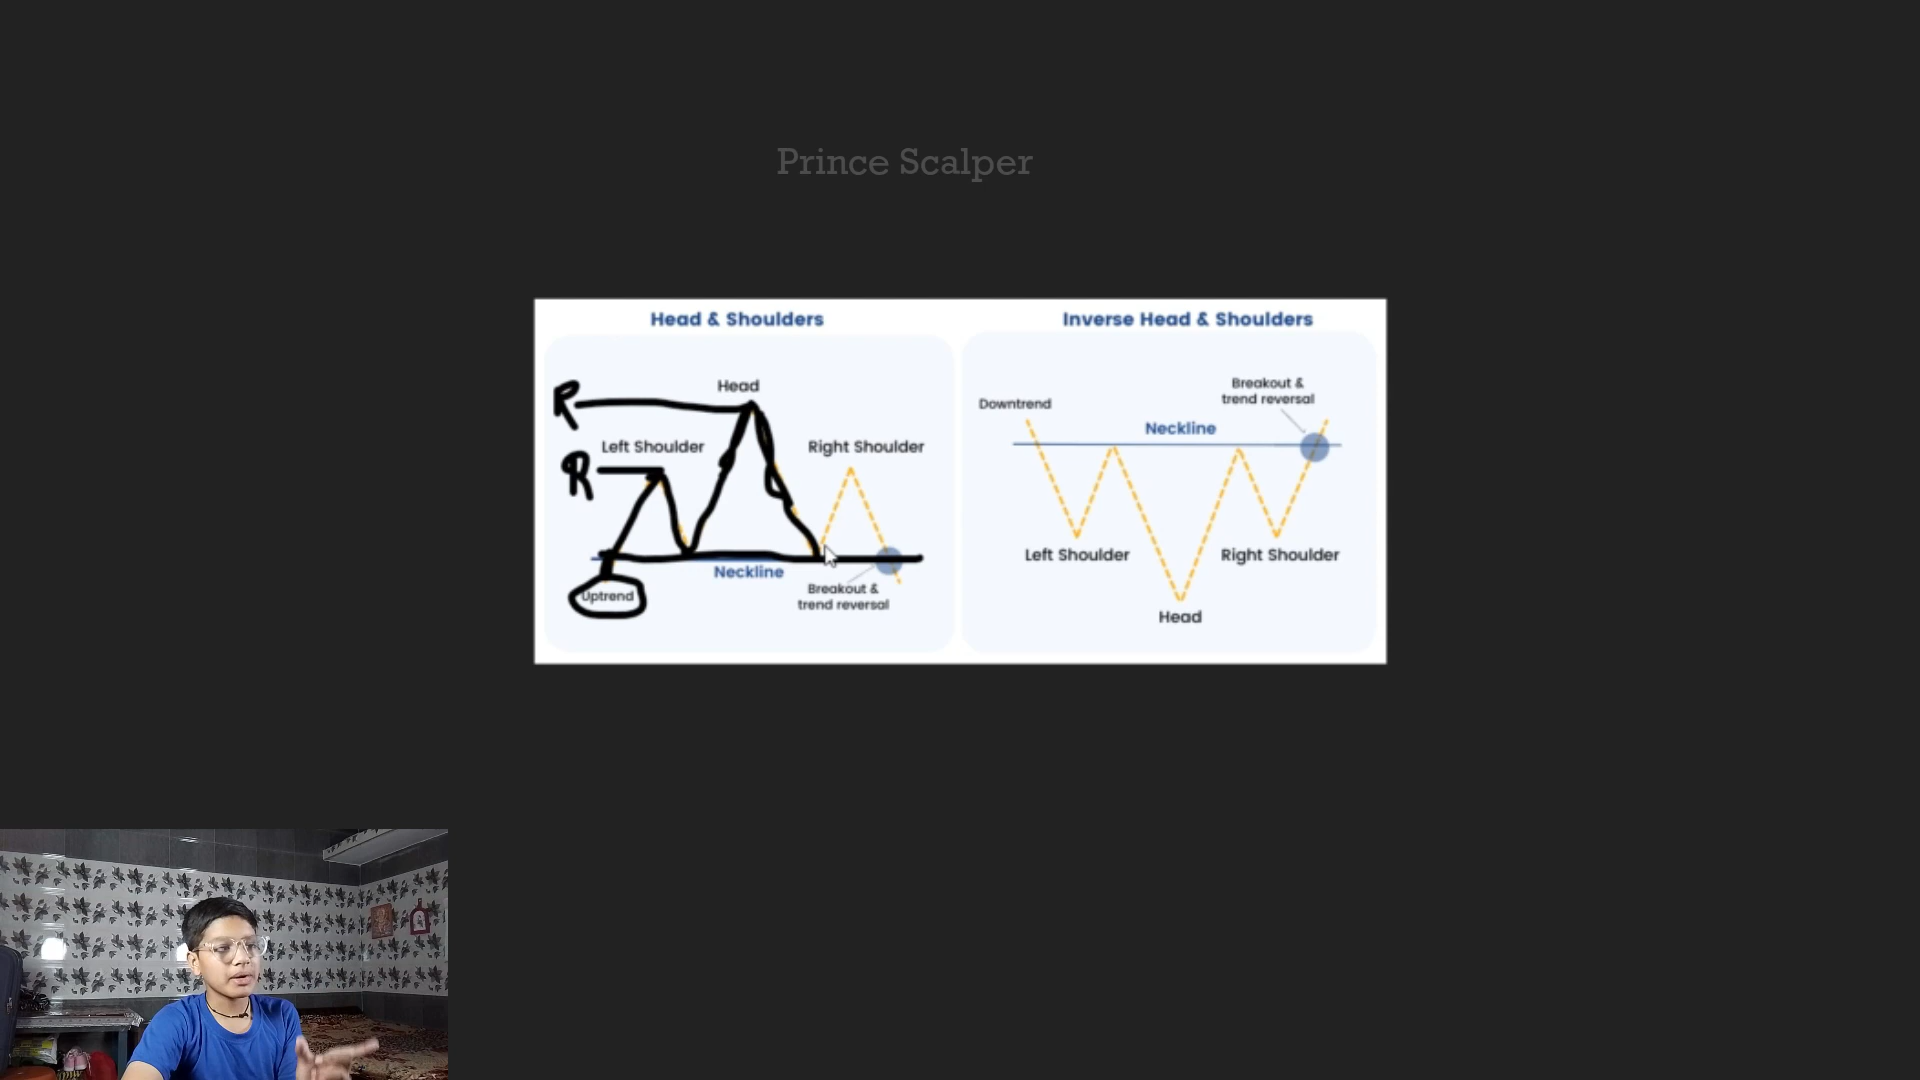 Prince Scalper
Head & Shoulders
Inverse Head & Shoulders
Head
R
Left Shoulder
Right Shoulder
R
Neckline
Uptrend
Breakout &
trend reversal
Downtrend
Breakout &
trend reversal
Neckline
Left Shoulder
Right Shoulder
Head